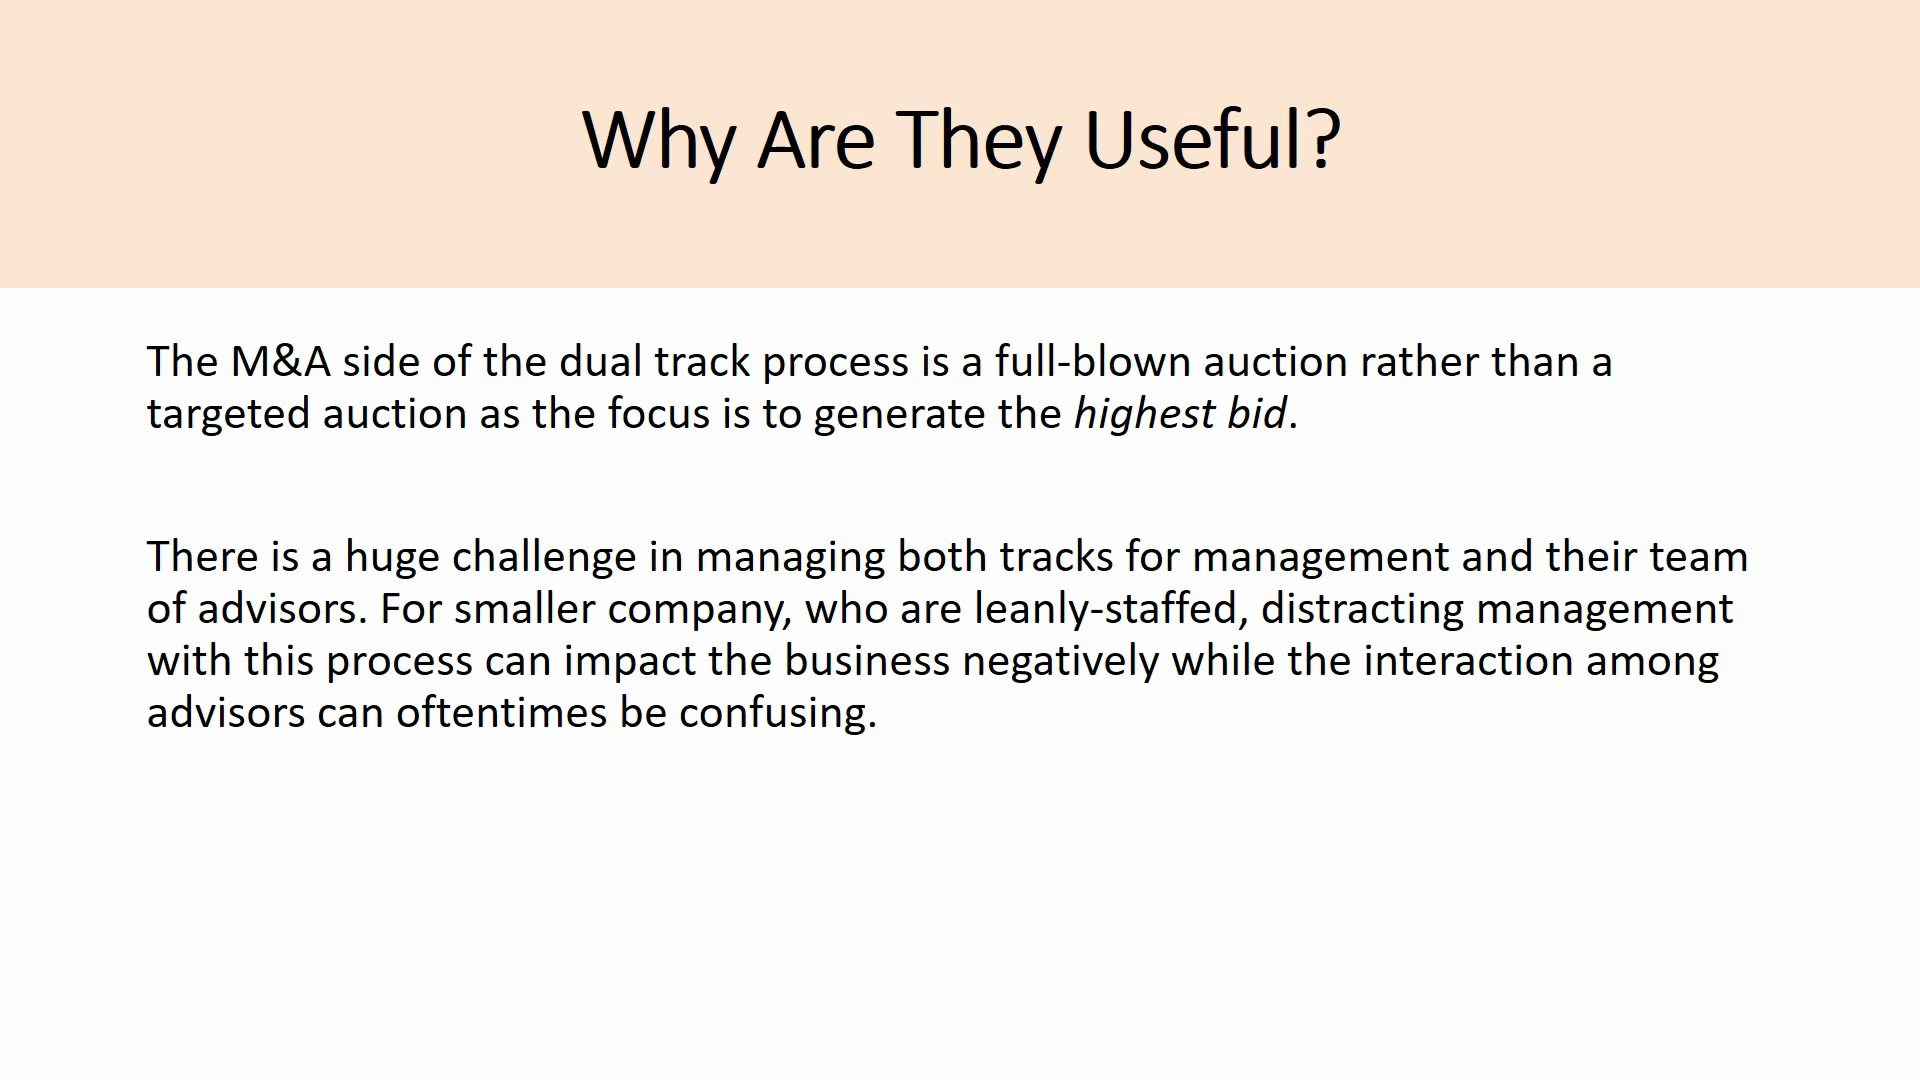 Why Are They Useful?
The M&A side of the dual track process is a full-blown auction rather than a
targeted auction as the focus is to generate the highest bid.
There is a huge challenge in managing both tracks for management and their team
of advisors. For smaller company, who are leanly-staffed, distracting management
with this process can impact the business negatively while the interaction among
advisors can oftentimes be confusing.